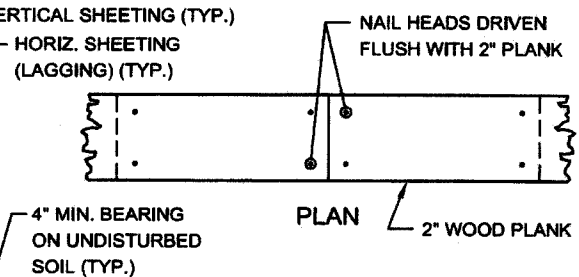 VERTICAL SHEETING (TYP.)
HORIZ. SHEETING
(LAGGING) (TYP.)
NAIL HEADS DRIVEN
FLUSH WITH 2" PLANK
4" MIN. BEARING
ON UNDISTURBED
SOIL (TYP.)
PLAN
2" WOOD PLANK